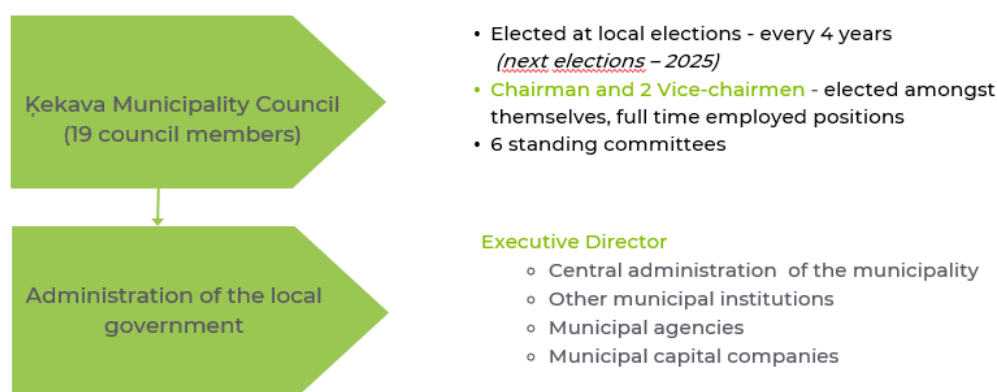 Ķekava Municipality Council
(19 council members)
• Elected at local elections - every 4 years
(next elections – 2025)
• Chairman and 2 Vice-chairmen - elected amongst
themselves, full time employed positions
• 6 standing committees
Administration of the local
government
Executive Director
○ Central administration of the municipality
○ Other municipal institutions
○ Municipal agencies
○ Municipal capital companies